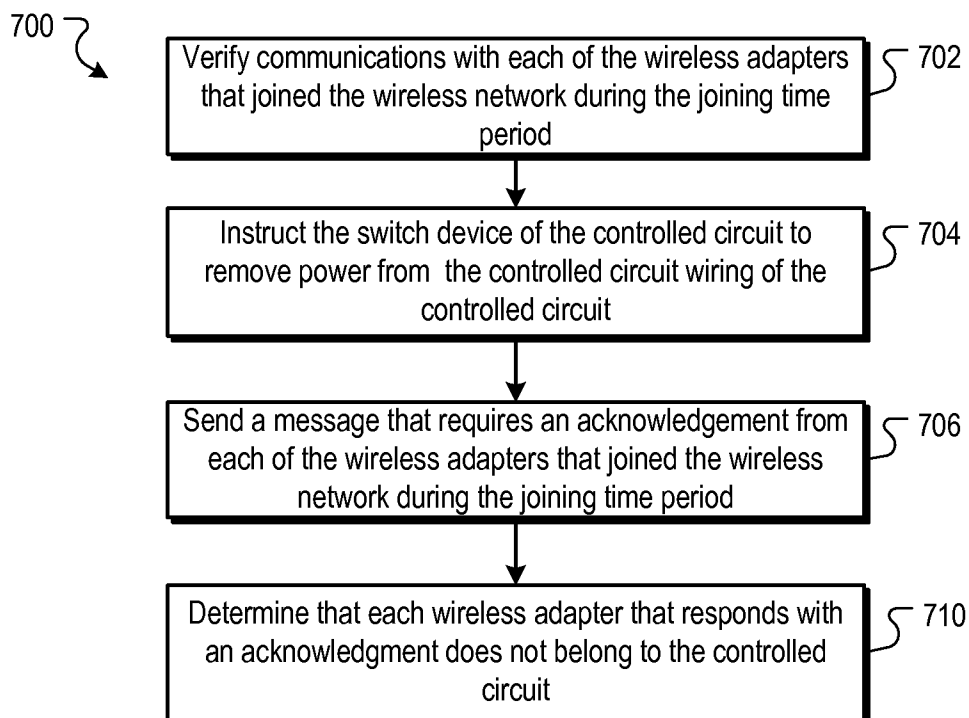 700
Verify communications with each of the wireless adapters
that joined the wireless network during the joining time
period
702
Instruct the switch device of the controlled circuit to
remove power from the controlled circuit wiring of the
controlled circuit
704
Send a message that requires an acknowledgement from
each of the wireless adapters that joined the wireless
network during the joining time period
706
Determine that each wireless adapter that responds with
an acknowledgment does not belong to the controlled
circuit
710